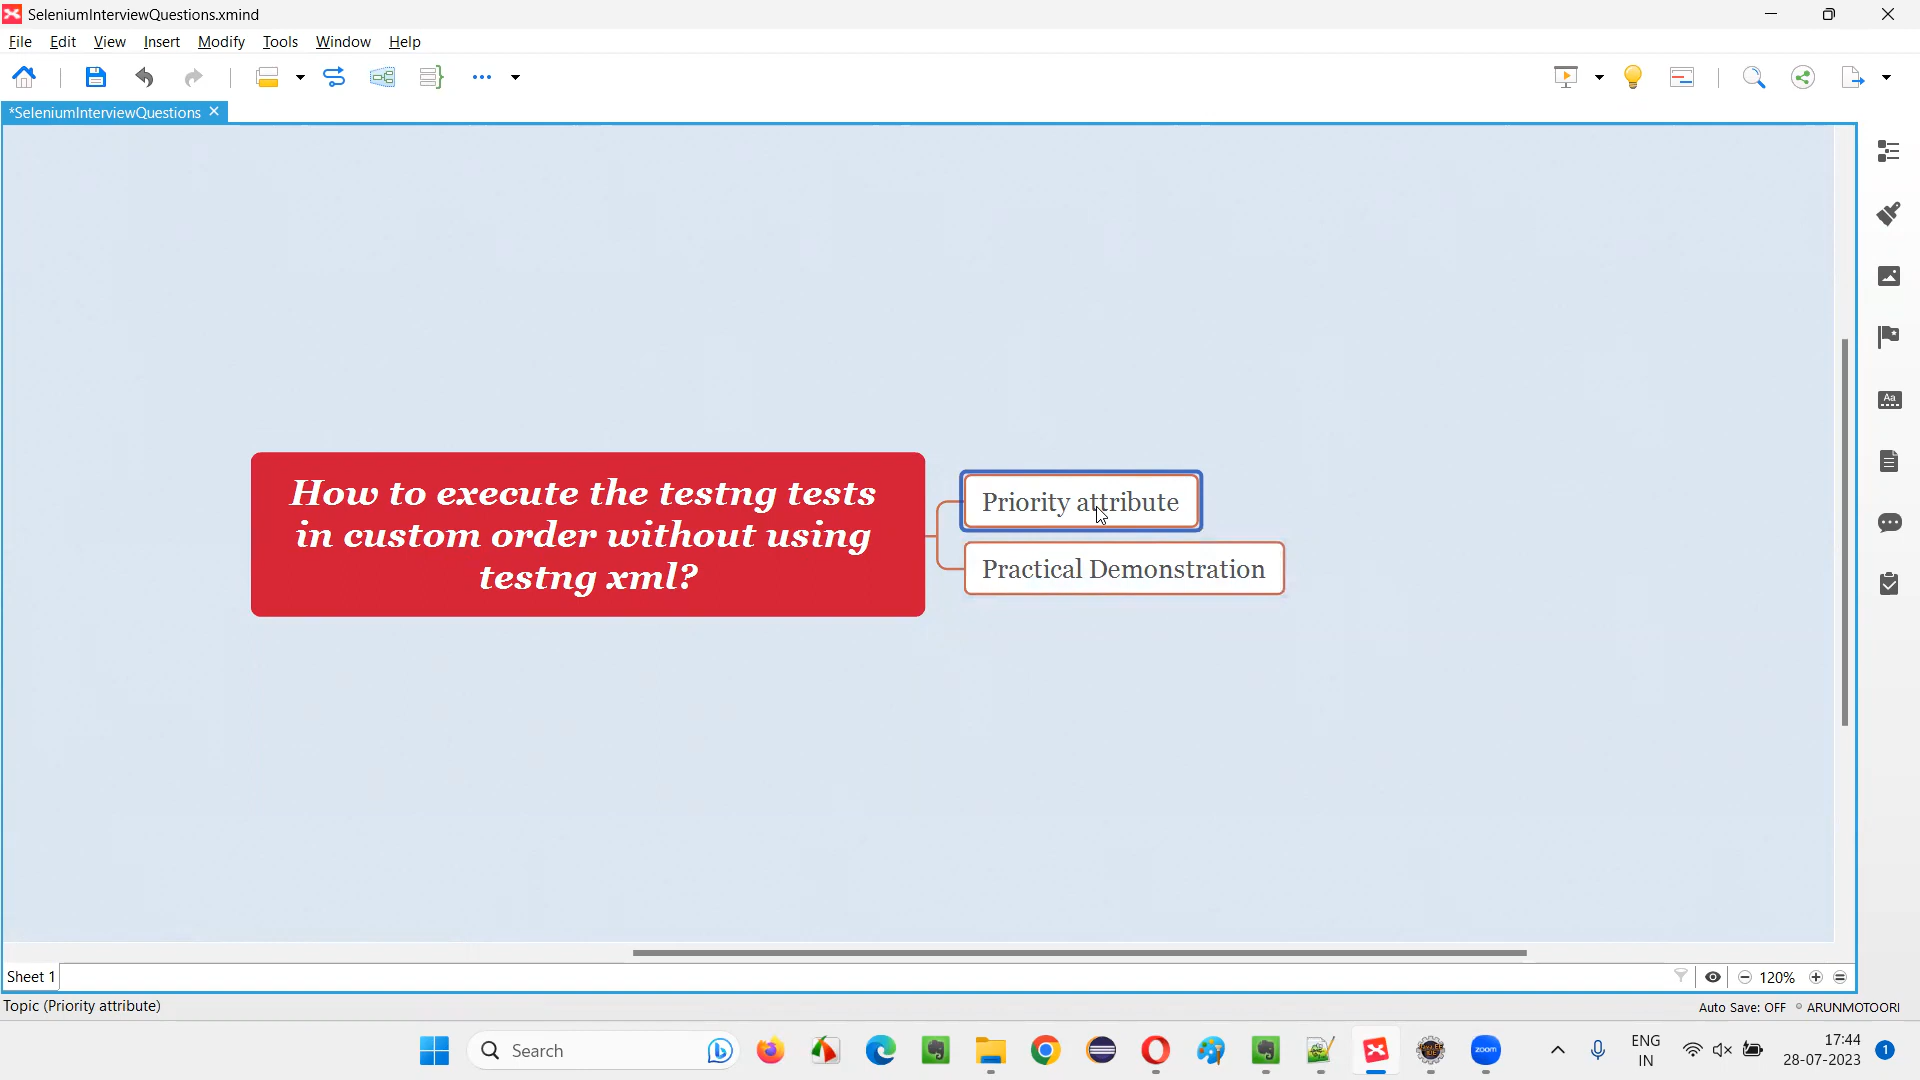 SeleniumInterviewQuestions.xmind
File Edit View Insert Modify Tools Window Help
*SeleniumInterviewQuestions
How to execute the testng tests
in custom order without using
testng xml?
Priority attribute
Practical Demonstration
Aa
Sheet 1
120%
Topic (Priority attribute)
Auto Save: OFF
ARUNMOTOORI
Search
zoom
ENG
IN
17:44
28-07-2023
1